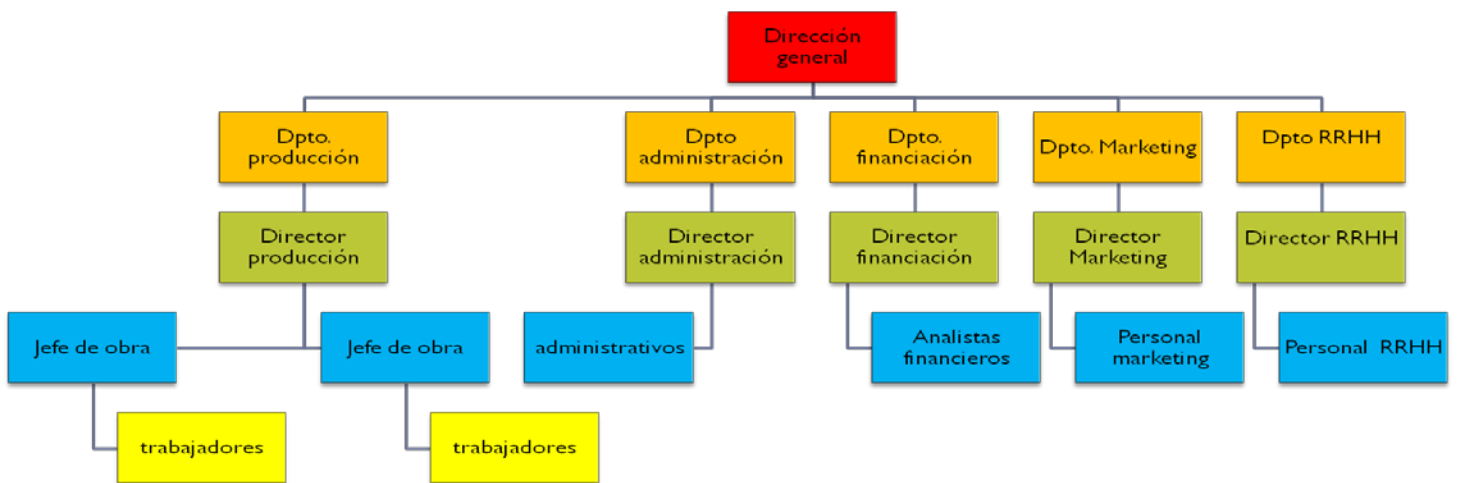 Dirección
general
Dpto.
producción
Dpto
administración
Dpto.
financiación
Dpto. Marketing
Dpto RRHH
Director
producción
Director
administración
Director
financiación
Director
Marketing
Director RRHH
Jefe de obra
Jefe de obra
administrativos
Analistas
financieros
Personal
marketing
Personal RRHH
trabajadores
trabajadores